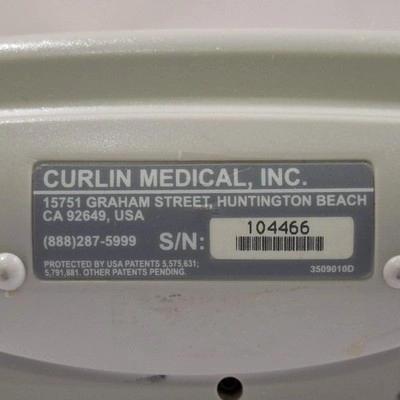 CURLIN MEDICAL, INC.
15751 GRAHAM STREET, HUNTINGTON BEACH
CA 92649, USA
(888)287-5999 S/N: 104466
PROTECTED BY USA PATENTS 5,575,631;
5,791,881. OTHER PATENTS PENDING.
3509010D